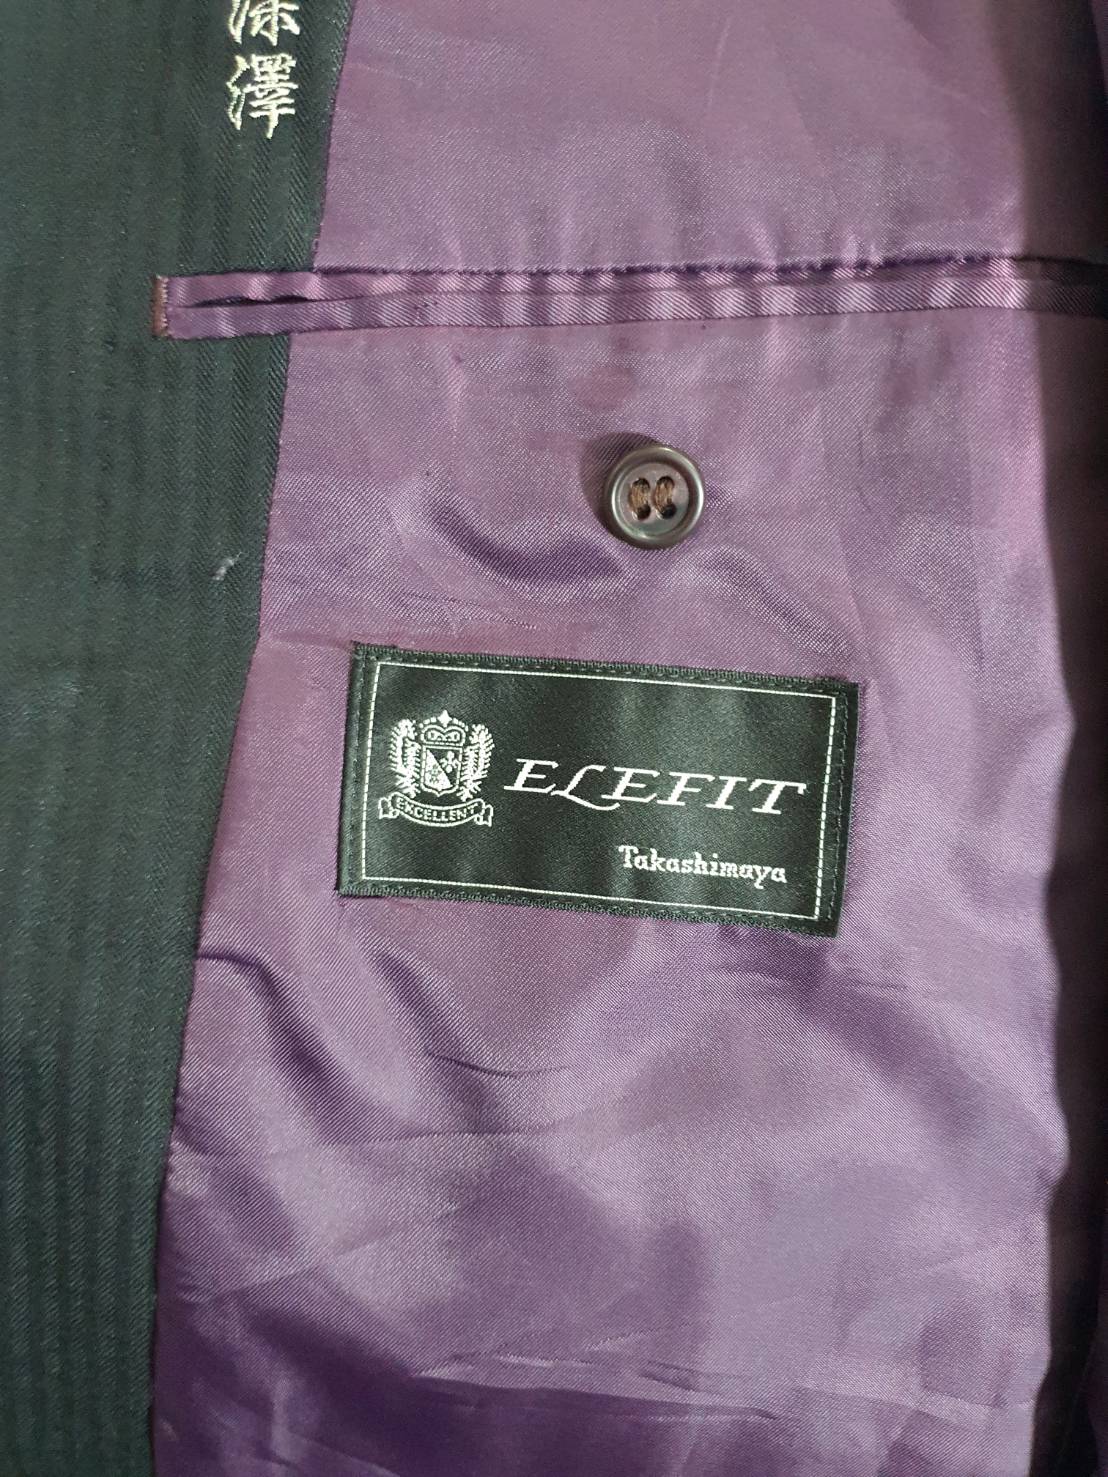 深
澤
EXCELLENT
ELEFIT
Takashimaya